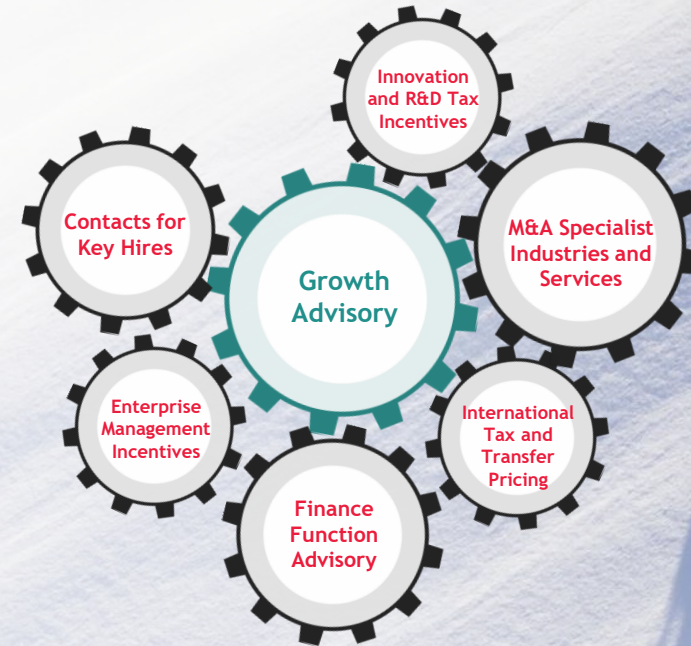 Innovation
and R&D Tax
Incentives
Contacts for
Key Hires
M&A Specialist
Industries and
Services
Growth
Advisory
Enterprise
Management
Incentives
International
Tax and
Transfer
Pricing
Finance
Function
Advisory